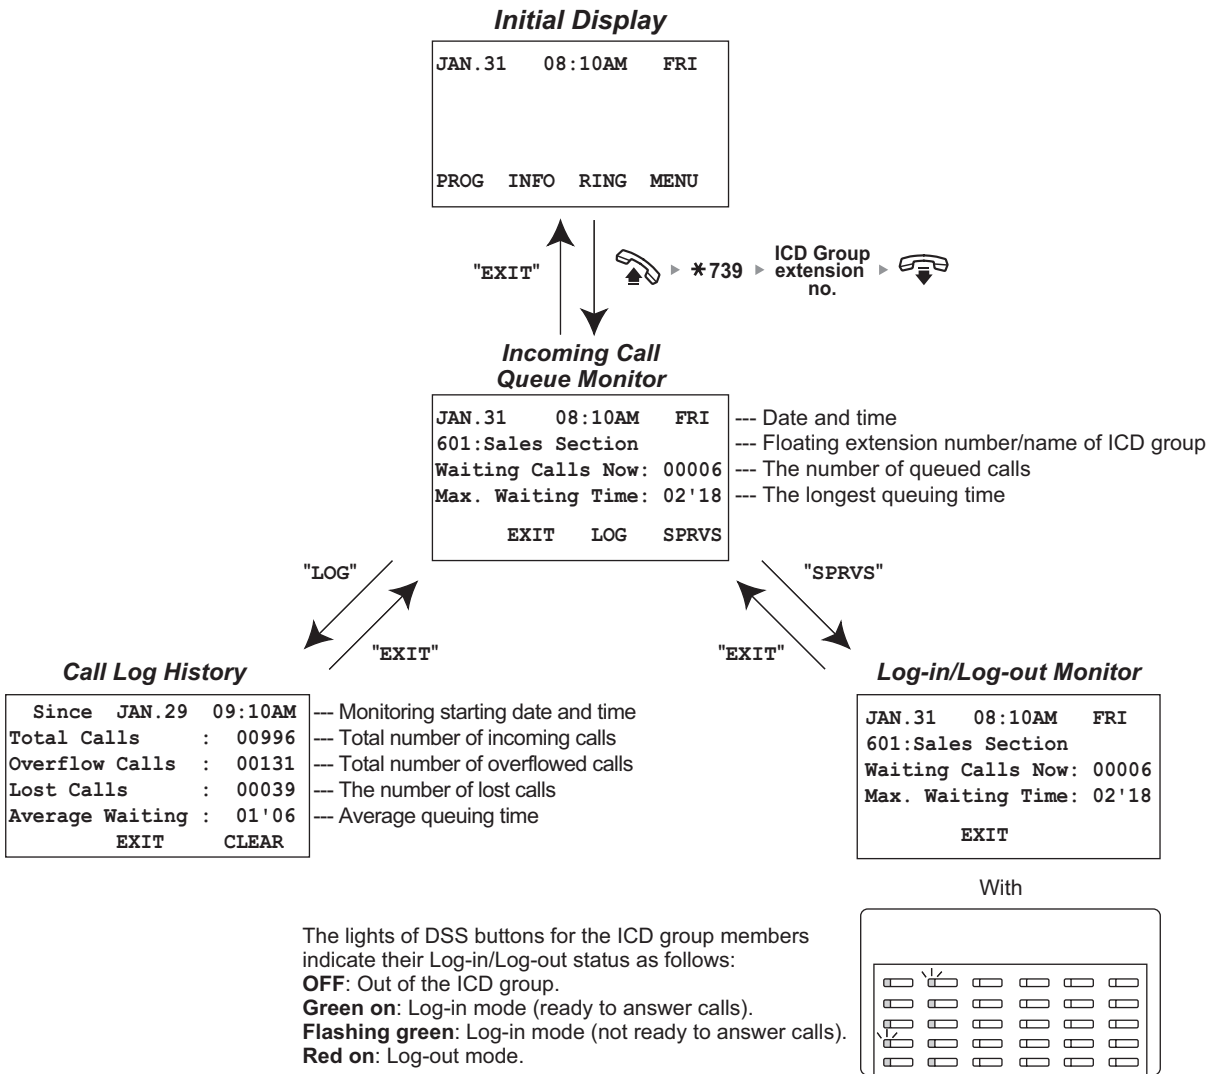 Initial Display
JAN.31 08:10AM FRI
PROG INFO RING MENU
"EXIT"
*739
ICD Group
extension
no.
Incoming Call
Queue Monitor
JAN.31 08:10AM FRI --- Date and time
601:Sales Section --- Floating extension number/name of ICD group
Waiting Calls Now: 00006 --- The number of queued calls
Max. Waiting Time: 02'18 --- The longest queuing time
EXIT LOG SPRVS
"LOG"
"SPRVS"
"EXIT"
"EXIT"
Call Log History
Since JAN.29 09:10AM --- Monitoring starting date and time
Total Calls : 00996 --- Total number of incoming calls
Overflow Calls : 00131 --- Total number of overflowed calls
Lost Calls : 00039 --- The number of lost calls
Average Waiting : 01'06 --- Average queuing time
EXIT CLEAR
Log-in/Log-out Monitor
JAN.31 08:10AM FRI
601:Sales Section
Waiting Calls Now: 00006
Max. Waiting Time: 02'18
EXIT
With
The lights of DSS buttons for the ICD group members
indicate their Log-in/Log-out status as follows:
OFF: Out of the ICD group.
Green on: Log-in mode (ready to answer calls).
Flashing green: Log-in mode (not ready to answer calls).
Red on: Log-out mode.